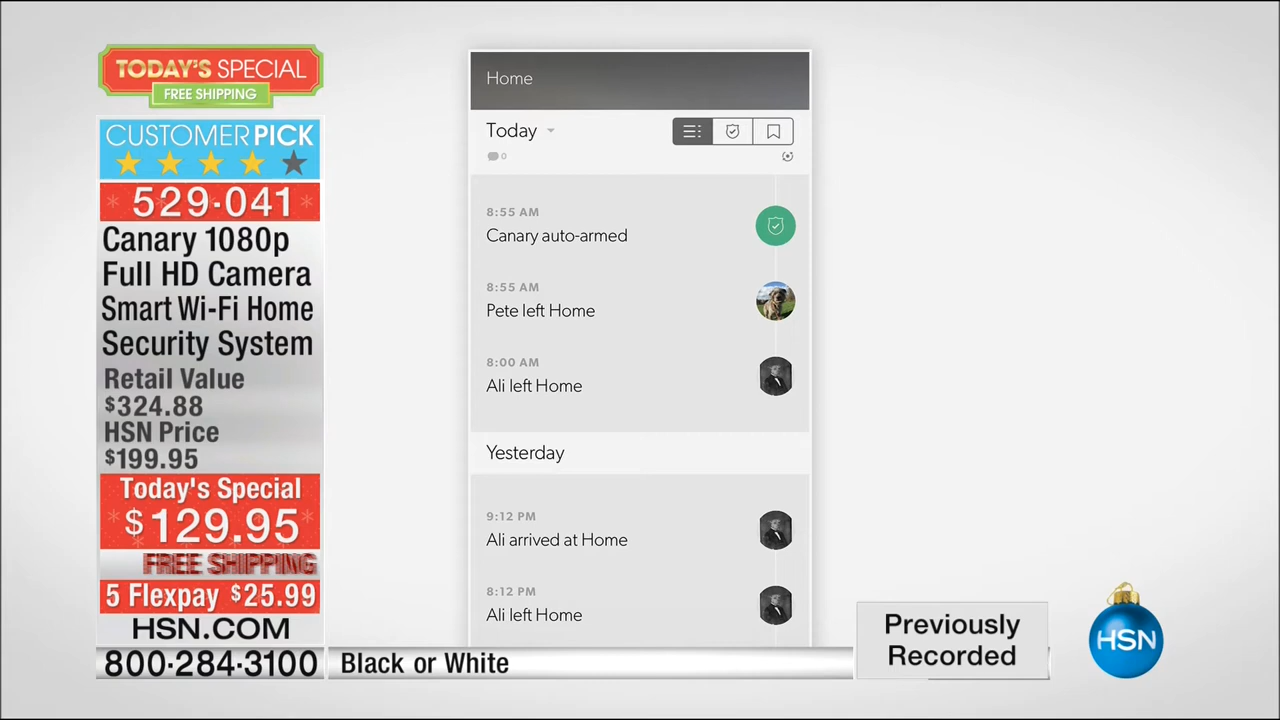 TODAY'S SPECIAL
FREE SHIPPING
CUSTOMER PICK
529·041
Canary 1080p
Full HD Camera
Smart Wi-Fi Home
Security System
Retail Value
$324.88
HSN Price
$199.95
Today's Special
$129.95
FREE SHIPPING
5 Flexpay $25.99
HSN.COM
800·284·3100
Black or White
Home
Today
0
8:55 AM
Canary auto-armed
8:55 AM
Pete left Home
8:00 AM
Ali left Home
Yesterday
9:12 PM
Ali arrived at Home
8:12 PM
Ali left Home
Previously
Recorded
HSN